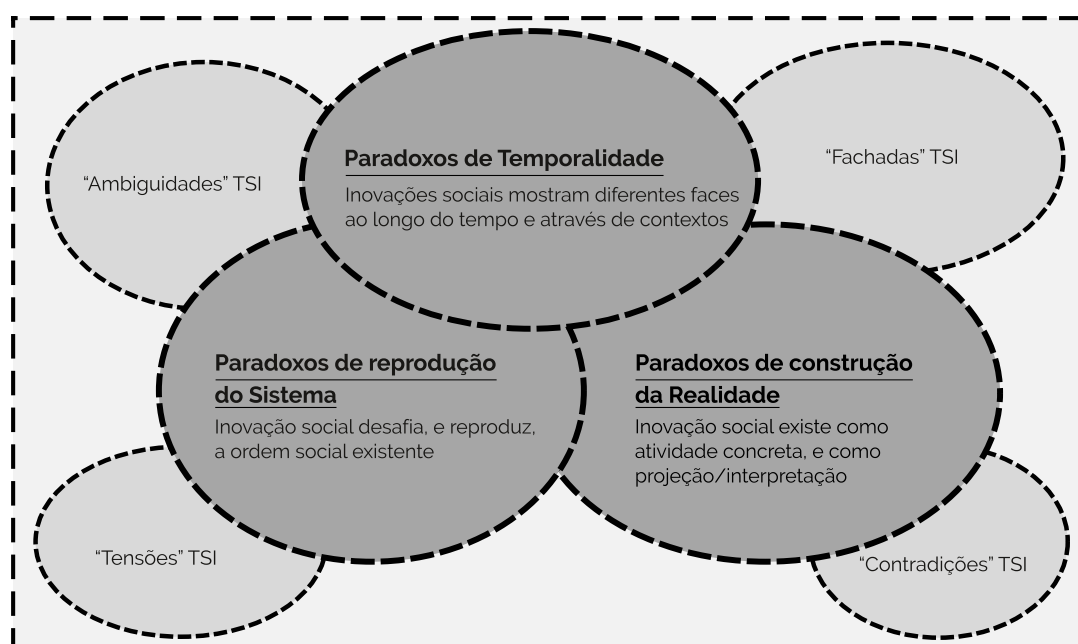 “Ambiguidades” TSI
Paradoxos de Temporalidade
Inovações sociais mostram diferentes faces
ao longo do tempo e através de contextos
“Fachadas” TSI
Paradoxos de reprodução
do Sistema
Inovação social desafia, e reproduz,
a ordem social existente
Paradoxos de construção
da Realidade
Inovação social existe como
atividade concreta, e como
projeção/interpretação
“Tensões” TSI
“Contradições” TSI